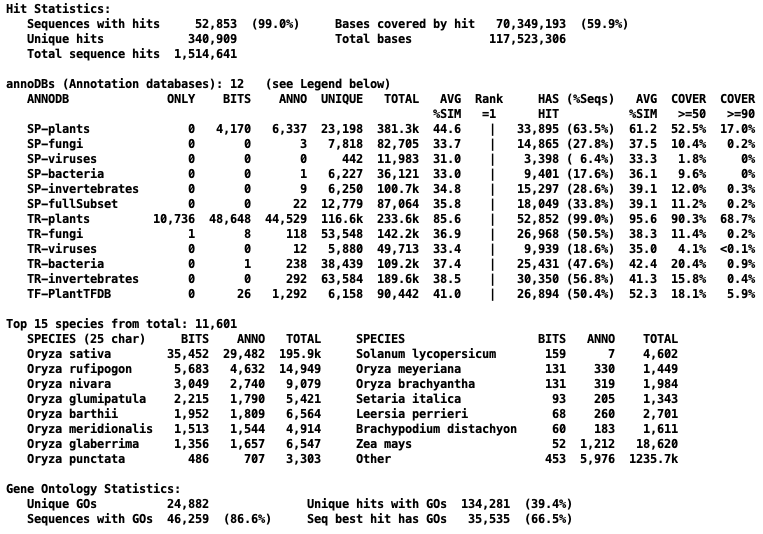 Hit Statistics:
Sequences with hits 52,853 (99.0%) Bases covered by hit 70,349,193 (59.9%)
Unique hits 340,909 Total bases 117,523,306
Total sequence hits 1,514,641
annoDBs (Annotation databases): 12 (see Legend below)
ANNODB ONLY BITS ANNO UNIQUE TOTAL AVG Rank HAS (%Seqs) AVG COVER COVER
%SIM =1 HIT %SIM >=50 >=90
SP-plants 0 4,170 6,337 23,198 381.3k 44.6 | 33,895 (63.5%) 61.2 52.5% 17.0%
SP-fungi 0 0 3 7,818 82,705 33.7 | 14,865 (27.8%) 37.5 10.4% 0.2%
SP-viruses 0 0 0 442 11,983 31.0 | 3,398 ( 6.4%) 33.3 1.8% 0%
SP-bacteria 0 0 1 6,227 36,121 33.0 | 9,401 (17.6%) 36.1 9.6% 0%
SP-invertebrates 0 0 9 6,250 100.7k 34.8 | 15,297 (28.6%) 39.1 12.0% 0.3%
SP-fullSubset 0 0 22 12,779 87,064 35.8 | 18,049 (33.8%) 39.1 11.2% 0.2%
TR-plants 10,736 48,648 44,529 116.6k 233.6k 85.6 | 52,852 (99.0%) 95.6 90.3% 68.7%
TR-fungi 1 8 118 53,548 142.2k 36.9 | 26,968 (50.5%) 38.3 11.4% 0.2%
TR-viruses 0 0 12 5,880 49,713 33.4 | 9,939 (18.6%) 35.0 4.1% <0.1%
TR-bacteria 0 1 238 38,439 109.2k 37.4 | 25,431 (47.6%) 42.4 20.4% 0.9%
TR-invertebrates 0 0 292 63,584 189.6k 38.5 | 30,350 (56.8%) 41.3 15.8% 0.4%
TF-PlantTFDB 0 26 1,292 6,158 90,442 41.0 | 26,894 (50.4%) 52.3 18.1% 5.9%
Top 15 species from total: 11,601
SPECIES (25 char) BITS ANNO TOTAL SPECIES BITS ANNO TOTAL
Oryza sativa 35,452 29,482 195.9k Solanum lycopersicum 159 7 4,602
Oryza rufipogon 5,683 4,632 14,949 Oryza meyeriana 131 330 1,449
Oryza nivara 3,049 2,740 9,079 Oryza brachyantha 131 319 1,984
Oryza glumipatula 2,215 1,790 5,421 Setaria italica 93 205 1,343
Oryza barthii 1,952 1,809 6,564 Leersia perrieri 68 260 2,701
Oryza meridionalis 1,513 1,544 4,914 Brachypodium distachyon 60 183 1,611
Oryza glaberrima 1,356 1,657 6,547 Zea mays 52 1,212 18,620
Oryza punctata 486 707 3,303 Other 453 5,976 1235.7k
Gene Ontology Statistics:
Unique GOs 24,882 Unique hits with GOs 134,281 (39.4%)
Sequences with GOs 46,259 (86.6%) Seq best hit has GOs 35,535 (66.5%)